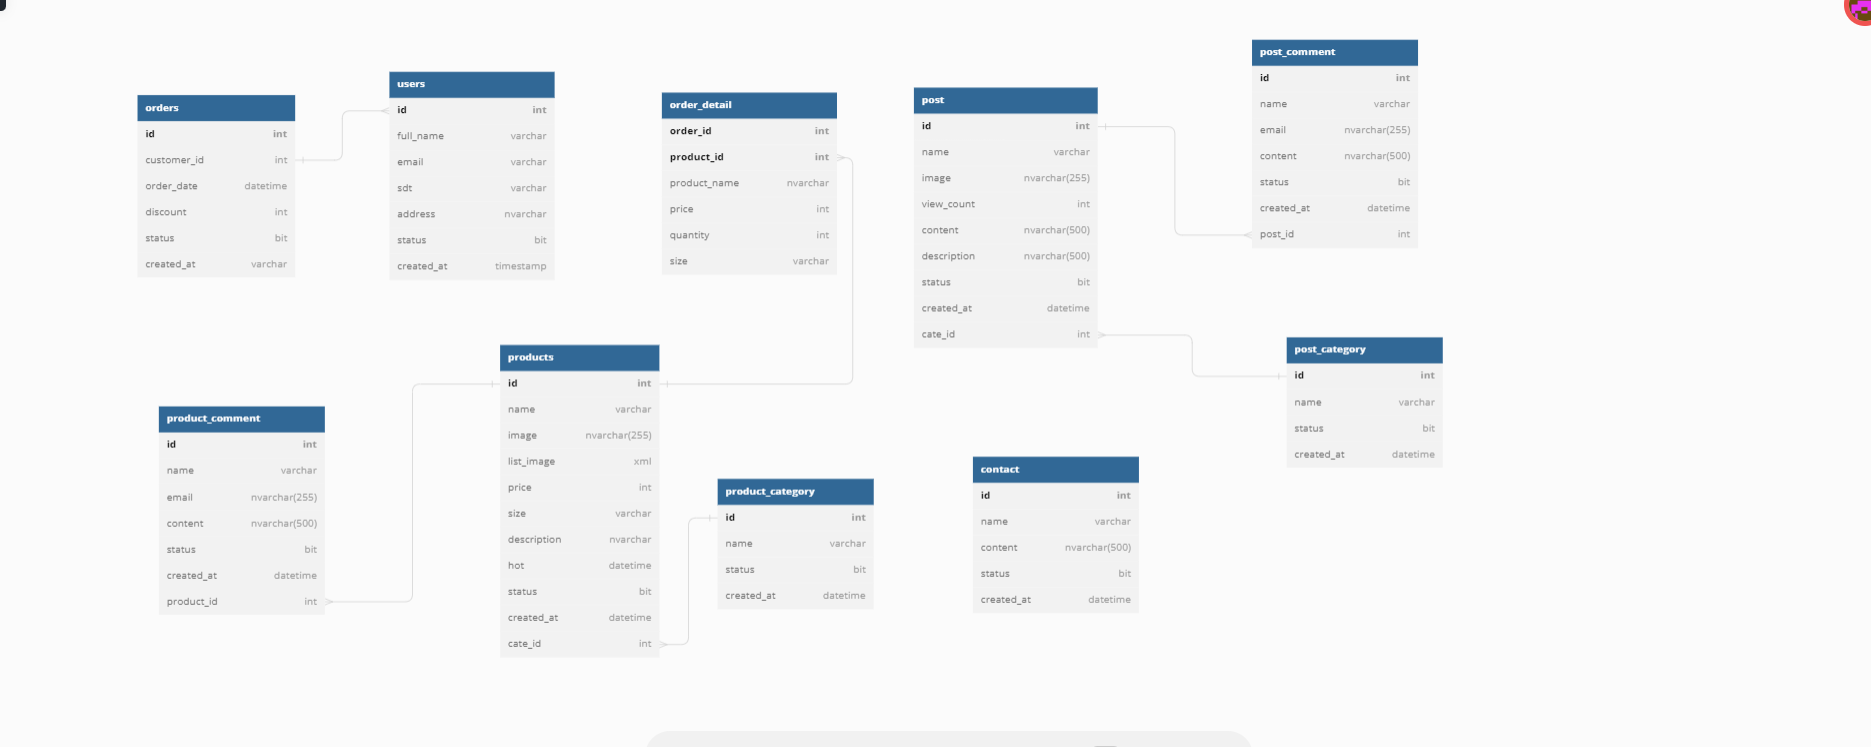 orders
id int
customer_id int
order_date datetime
discount int
status bit
created_at varchar
users
id int
full_name varchar
email varchar
sdt varchar
address nvarchar
status bit
created_at timestamp
order_detail
order_id int
product_id int
product_name nvarchar
price int
quantity int
size varchar
post
id int
name varchar
image nvarchar(255)
view_count int
content nvarchar(500)
description nvarchar(500)
status bit
created_at datetime
cate_id int
post_comment
id int
name varchar
email nvarchar(255)
content nvarchar(500)
status bit
created_at datetime
post_id int
product_comment
id int
name varchar
email nvarchar(255)
content nvarchar(500)
status bit
created_at datetime
product_id int
products
id int
name varchar
image nvarchar(255)
list_image xml
price int
size varchar
description nvarchar
hot datetime
status bit
created_at datetime
cate_id int
product_category
id int
name varchar
status bit
created_at datetime
contact
id int
name varchar
content nvarchar(500)
status bit
created_at datetime
post_category
id int
name varchar
status bit
created_at datetime